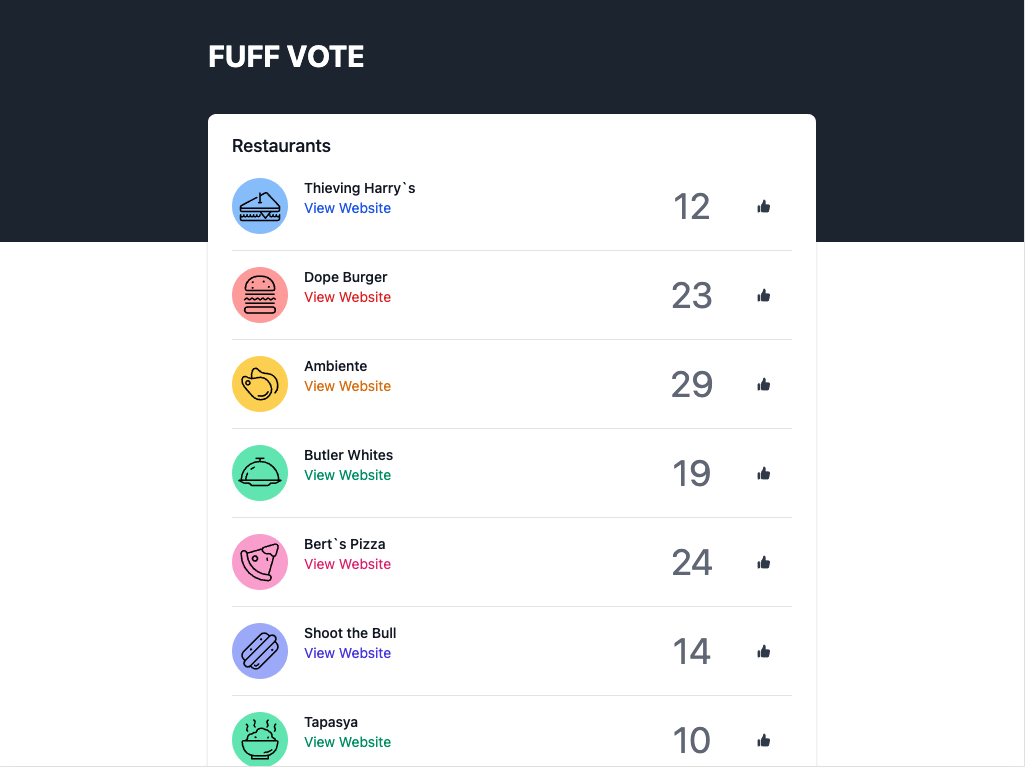 FUFF VOTE
Restaurants
Thieving Harry`s
View Website
12
Dope Burger
View Website
23
Ambiente
View Website
29
Butler Whites
View Website
19
Bert`s Pizza
View Website
24
Shoot the Bull
View Website
14
Tapasya
View Website
10